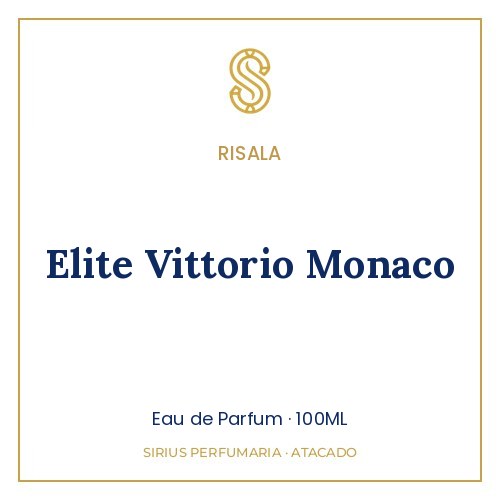 RISALA
Elite Vittorio Monaco
Eau de Parfum · 100ML
SIRIUS PERFUMARIA · ATACADO